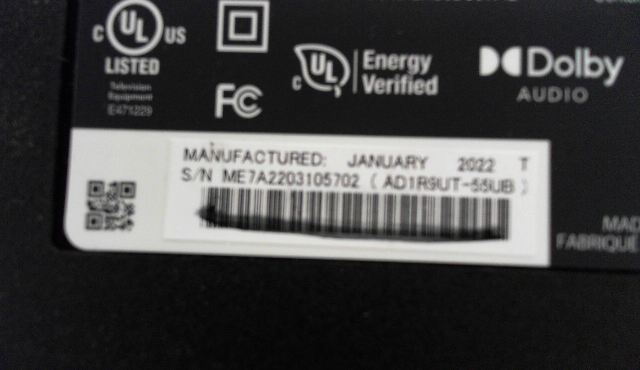 C UL US
LISTED
Television
Equipment
E471229
FC
C UL
Energy
Verified
Dolby
AUDIO
MANUFACTURED: JANUARY 2022 T
S/N ME7A2203105702 ( AD1R9UT-55UB )
MAD
FABRIQUÉ